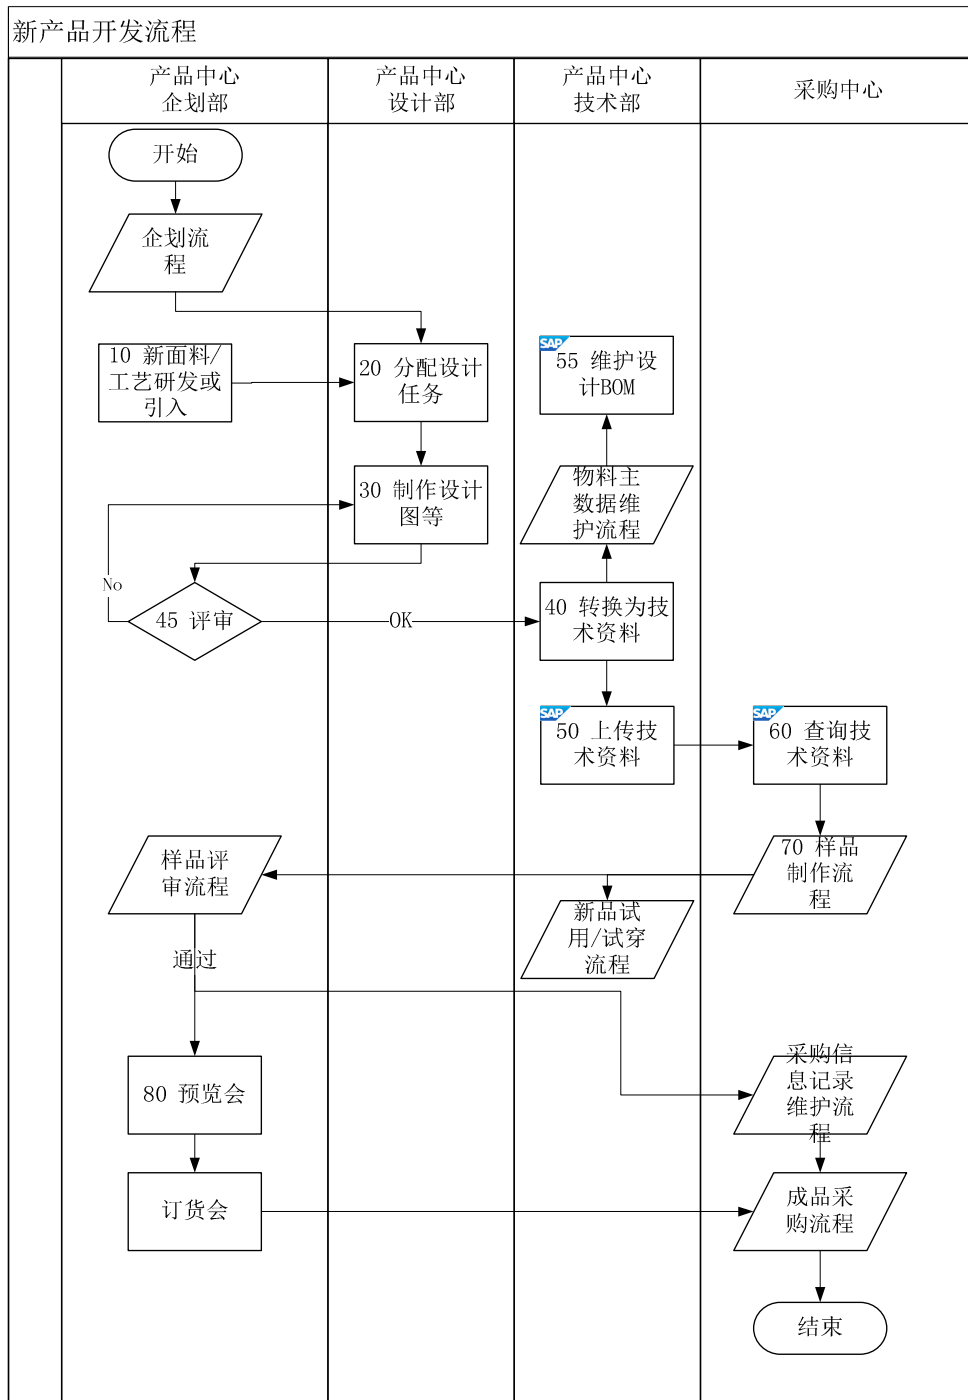 新产品开发流程
产品中心
企划部
产品中心
设计部
产品中心
技术部
采购中心
开始
企划流
程
10 新面料/
工艺研发或
引入
20 分配设计
任务
SAP
55 维护设
计BOM
30 制作设计
图等
物料主
数据维
护流程
No
45 评审
OK
40 转换为技
术资料
SAP
50 上传技
术资料
SAP
60 查询技
术资料
样品评
审流程
70 样品
制作流
程
新品试
用/试穿
流程
通过
80 预览会
采购信
息记录
维护流
程
订货会
成品采
购流程
结束